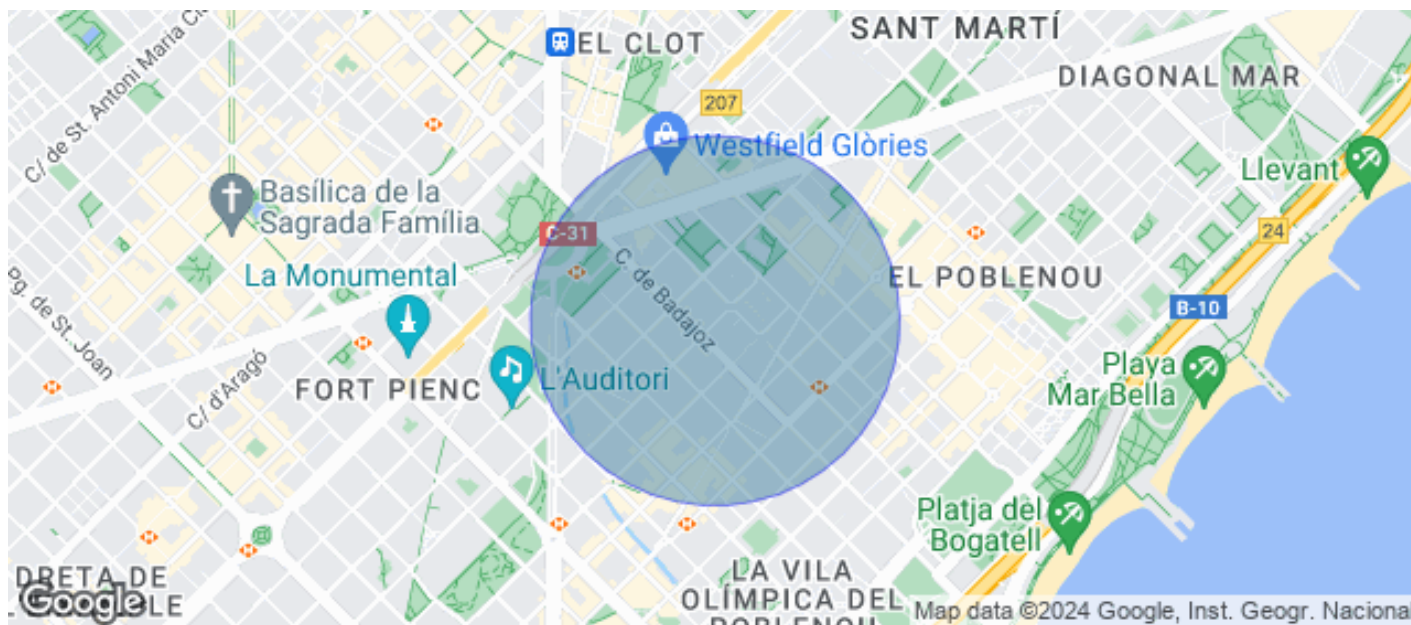 SANT MARTÍ
EL CLOT
DIAGONAL MAR
C/ de St. Antoni Maria Cl
207
Westfield Glòries
Llevant
Basílica de la
Sagrada Família
C-31
24
La Monumental
C. de Badajoz
EL POBLENOU
B-10
Pg. de St. Joan
C/ d'Aragó
FORT PIENC
L'Auditori
Playa
Mar Bella
Platja del
Bogatell
DRETA DE
LA VILA
OLÍMPICA DEL
POBLENOU
Google
Map data ©2024 Google, Inst. Geogr. Nacional